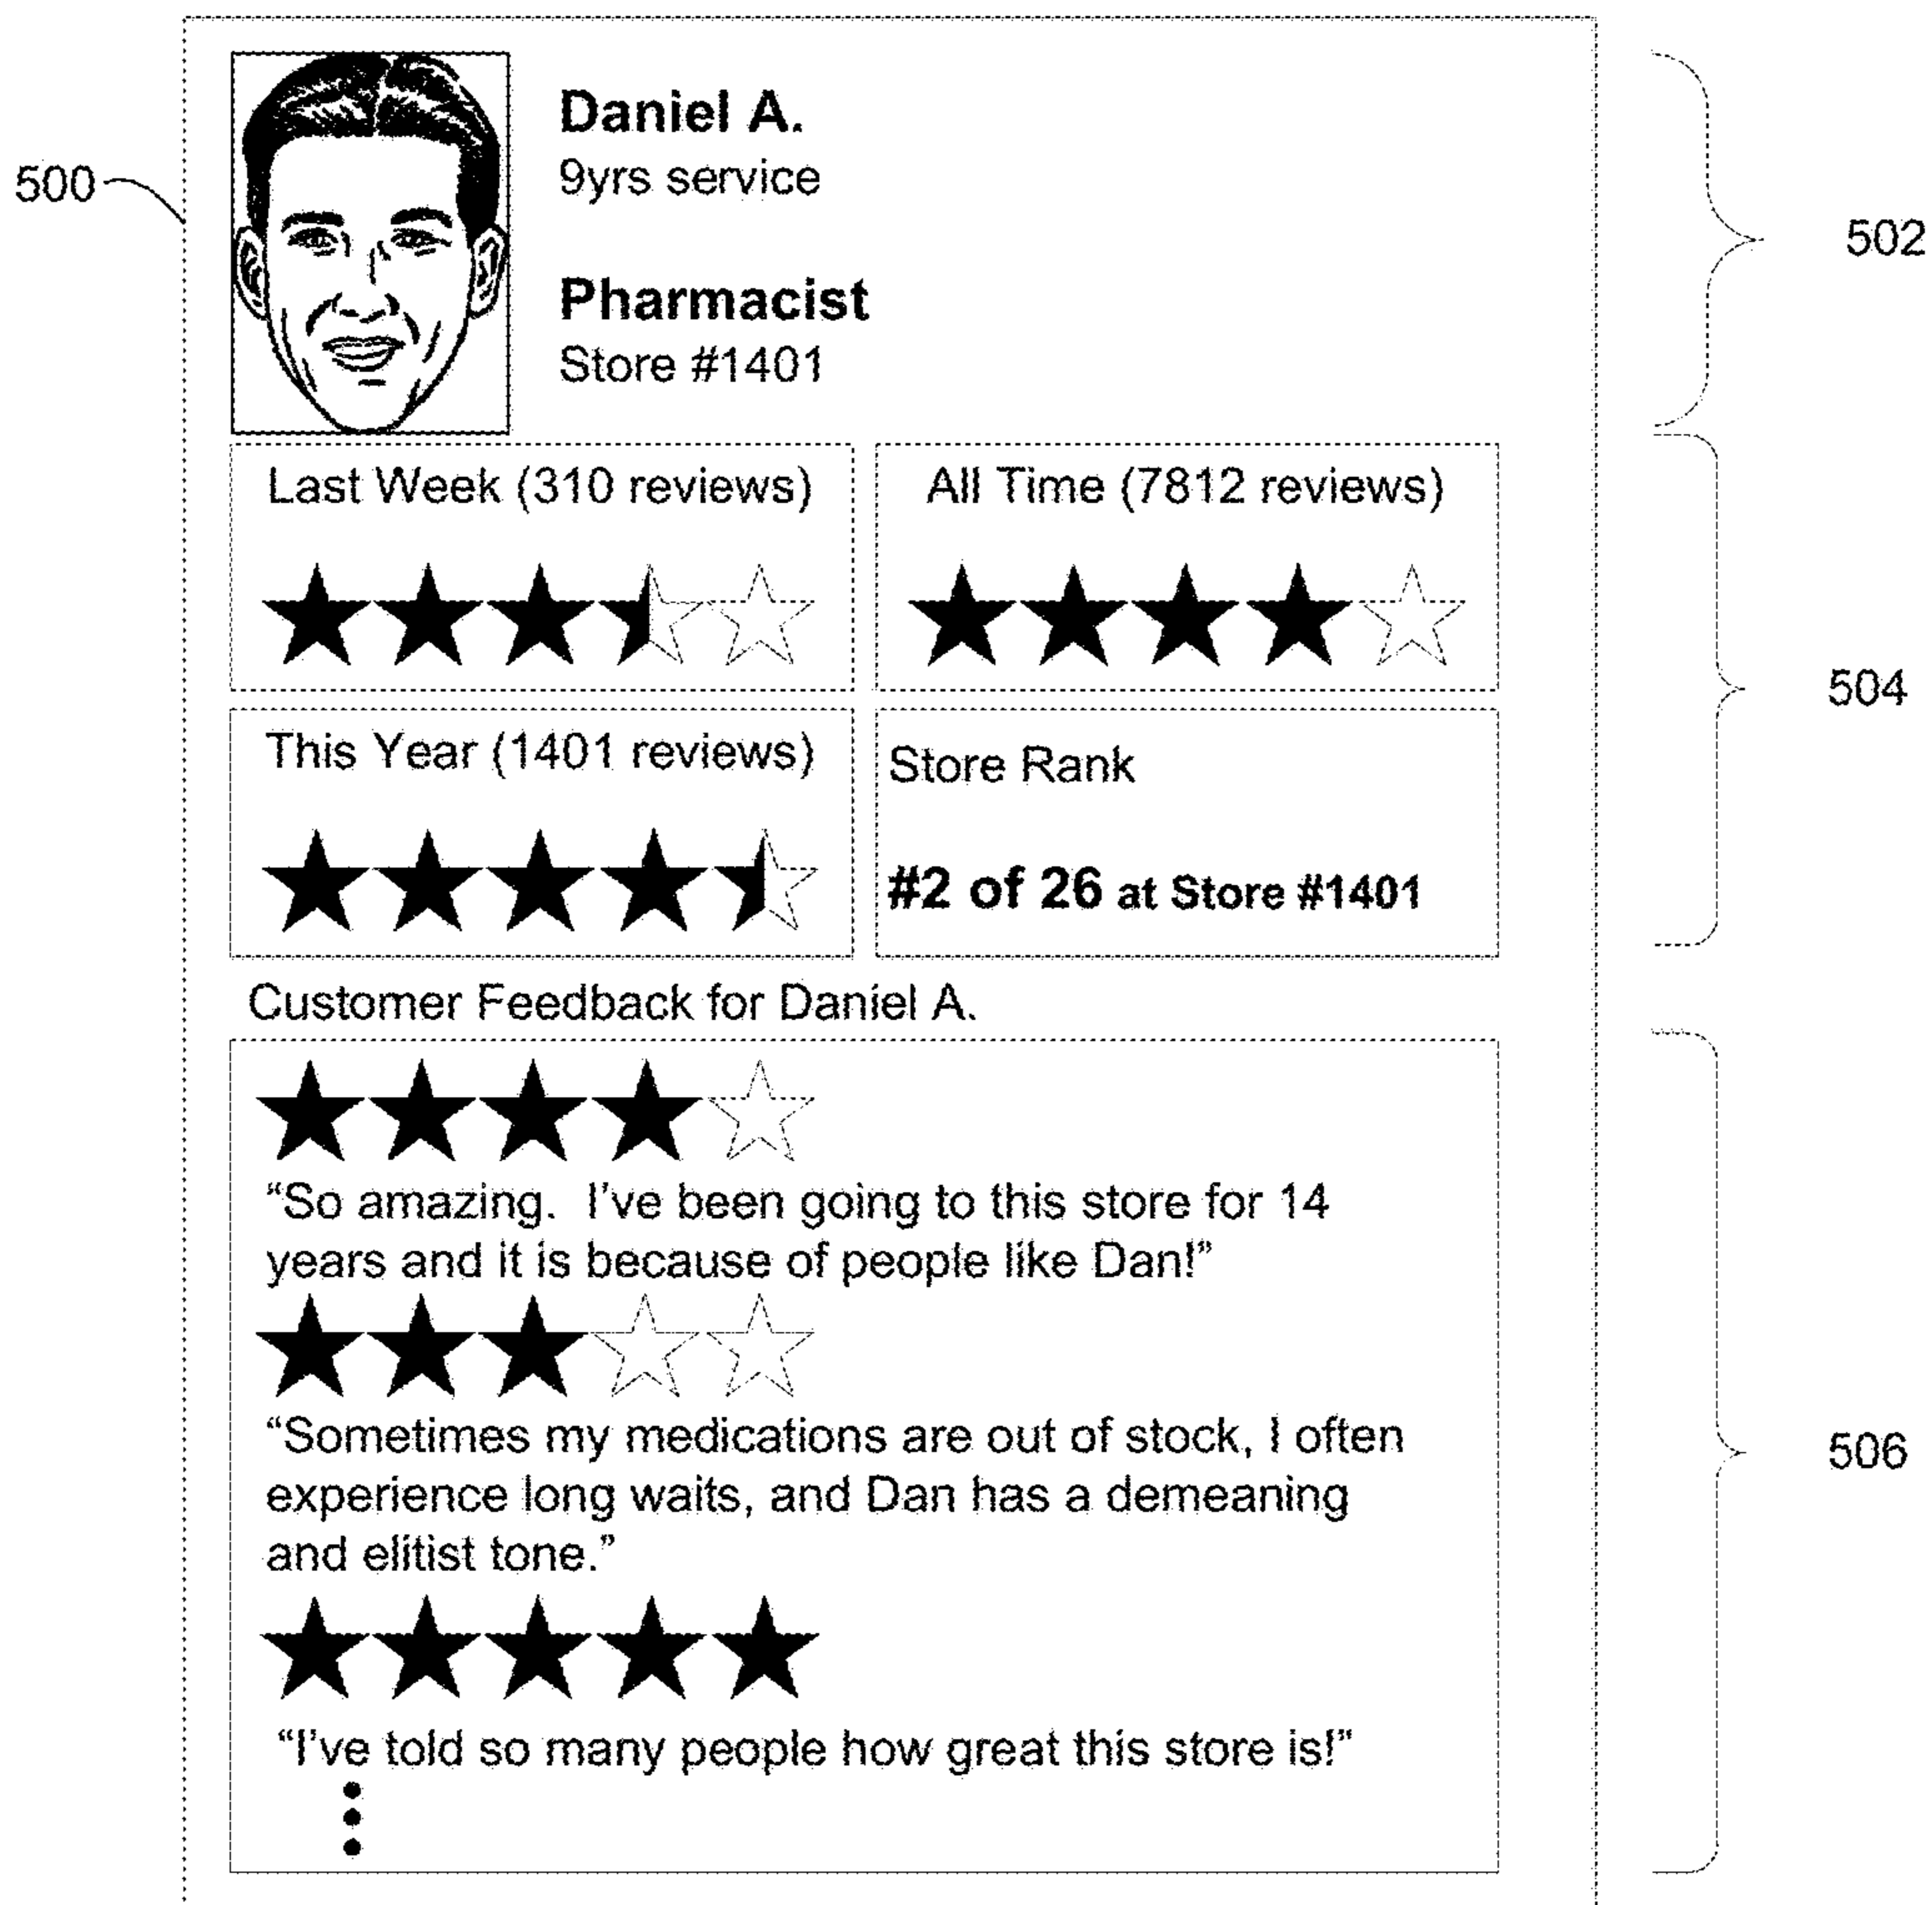 500
Daniel A.
9yrs service
Pharmacist
Store #1401
502
Last Week (310 reviews)
All Time (7812 reviews)
504
This Year (1401 reviews)
Store Rank
#2 of 26 at Store #1401
Customer Feedback for Daniel A.
“So amazing.  I’ve been going to this store for 14
years and it is because of people like Dan!”
“Sometimes my medications are out of stock, I often
experience long waits, and Dan has a demeaning
and elitist tone.”
506
“I’ve told so many people how great this store is!”